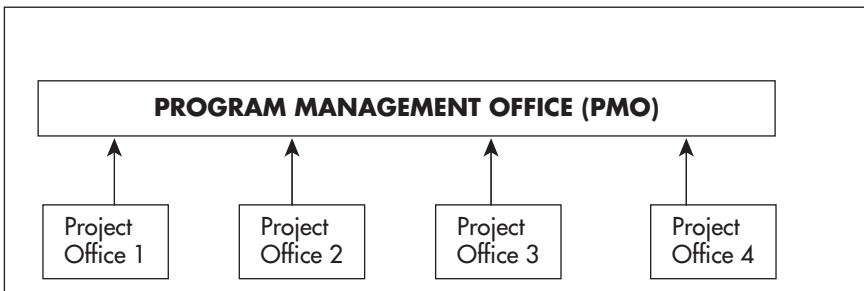 PROGRAM MANAGEMENT OFFICE (PMO)
Project
Office 1
Project
Office 2
Project
Office 3
Project
Office 4